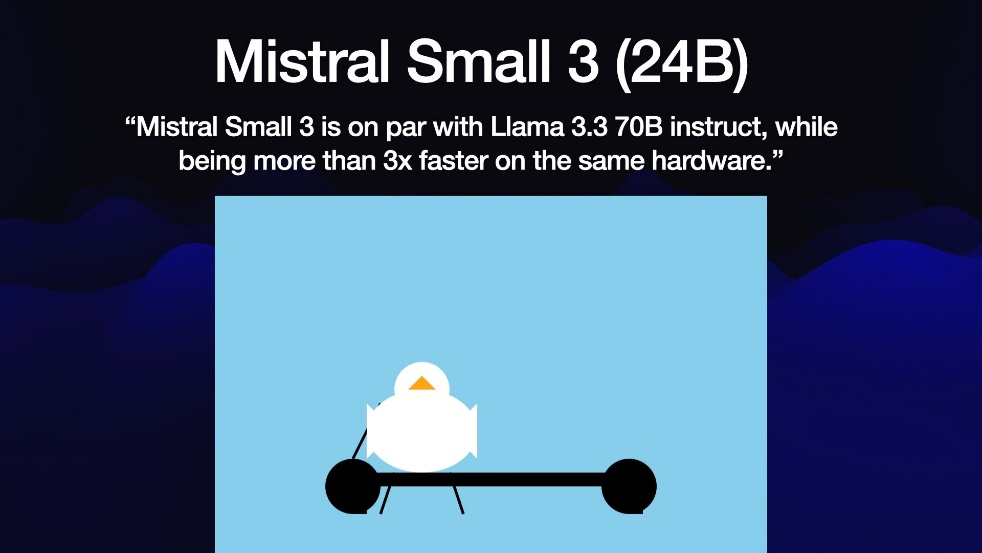 Mistral Small 3 (24B)
“Mistral Small 3 is on par with Llama 3.3 70B instruct, while
being more than 3x faster on the same hardware.”